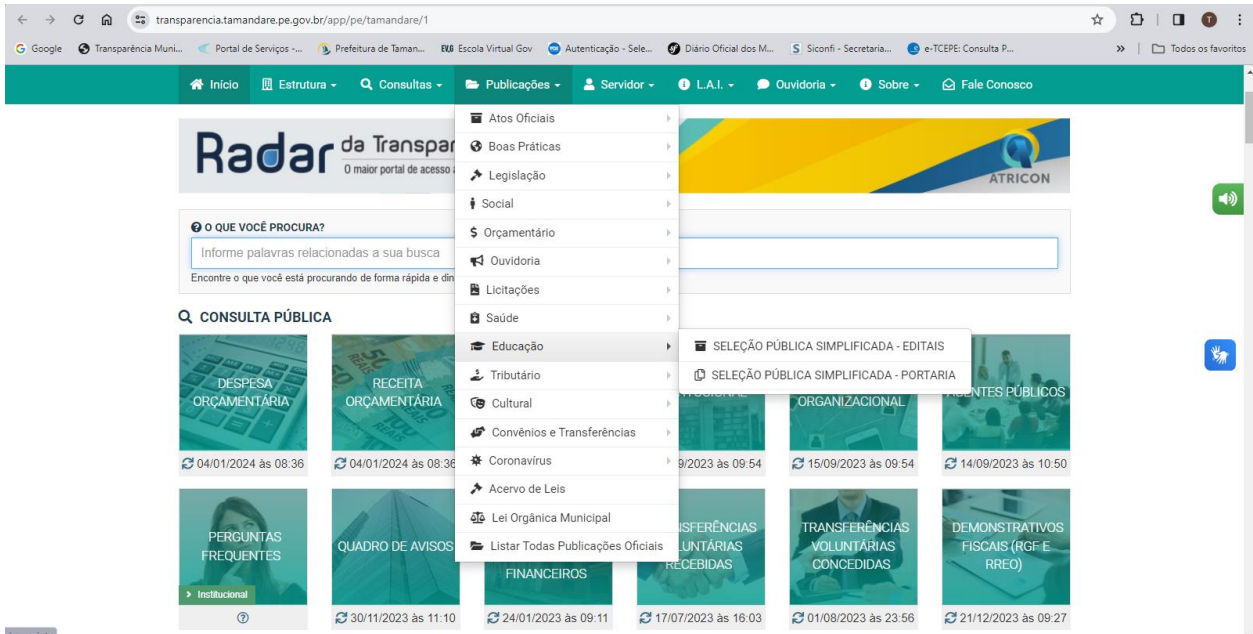 transparencia.tamandare.pe.gov.br/app/pe/tamandare/1
T
Google Transparência Muni... Portal de Serviços -... Prefeitura de Taman... Escola Virtual Gov Autenticação - Sele... Diário Oficial dos M... Siconfi - Secretaria... e-TCEPE: Consulta P... » Todos os favoritos
Início Estrutura Consultas Publicações Servidor L.A.I. Ouvidoria Sobre Fale Conosco
Radar da Transpar
O maior portal de acesso
ATRICON
O QUE VOCÊ PROCURA?
Informe palavras relacionadas a sua busca
Encontre o que você está procurando de forma rápida e din
CONSULTA PÚBLICA
Atos Oficiais
Boas Práticas
Legislação
Social
$ Orçamentário
Ouvidoria
Licitações
Saúde
Educação
Tributário
Cultural
Convênios e Transferências
Coronavírus
Acervo de Leis
Lei Orgânica Municipal
Listar Todas Publicações Oficiais
SELEÇÃO PÚBLICA SIMPLIFICADA - EDITAIS
SELEÇÃO PÚBLICA SIMPLIFICADA - PORTARIA
DESPESA
ORÇAMENTÁRIA
RECEITA
ORÇAMENTÁRIA
ORGANIZACIONAL
PÚBLICOS
04/01/2024 às 08:36
04/01/2024 às 08:36
9/2023 às 09:54
15/09/2023 às 09:54
14/09/2023 às 10:50
PERGUNTAS
FREQUENTES
QUADRO DE AVISOS
FINANCEIROS
SFERÊNCIAS
LUNTÁRIAS
RECEBIDAS
TRANSFERÊNCIAS
VOLUNTÁRIAS
CONCEDIDAS
DEMONSTRATIVOS
FISCAIS (RGF E
RREO)
Institucional
30/11/2023 às 11:10
24/01/2023 às 09:11
17/07/2023 às 16:03
01/08/2023 às 23:56
21/12/2023 às 09:27